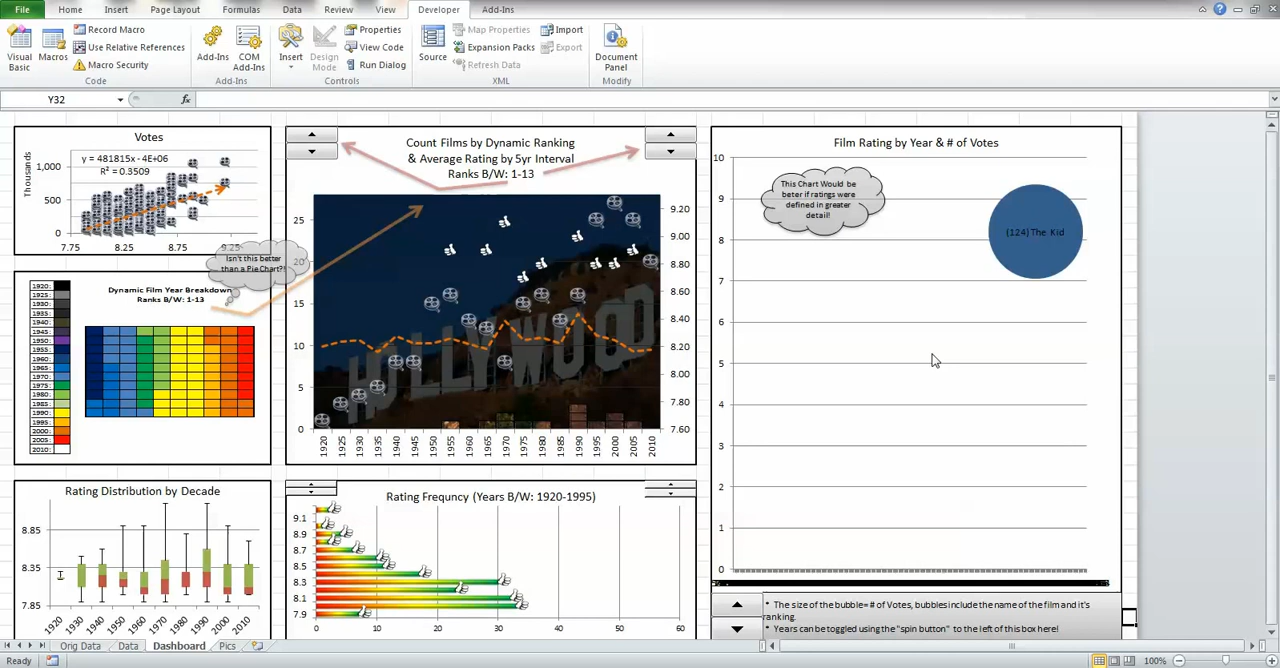 File Home Insert Page Layout Formulas Data Review View Developer Add-Ins
Visual Basic
Macros
Record Macro
Use Relative References
Macro Security
Code
Add-Ins
COM Add-Ins
Add-Ins
Insert
Design Mode
Properties
View Code
Run Dialog
Controls
Source
Map Properties
Expansion Packs
Refresh Data
Import
Export
XML
Document Panel
Modify
Y32
fx
Votes
y = 481815x - 4E+06
R² = 0.3509
Thousands
1,000
500
0
7.75 8.25 8.75 9.25
Isn't this better
than a Pie Chart?!
Dynamic Film Year Breakdown
Ranks B/W: 1-13
1920:
1925:
1930:
1935:
1940:
1945:
1950:
1955:
1960:
1965:
1970:
1975:
1980:
1985:
1990:
1995:
2000:
2005:
2010:
Rating Distribution by Decade
8.85
8.35
7.85
1920 1930 1940 1950 1960 1970 1980 1990 2000 2010
Count Films by Dynamic Ranking
& Average Rating by 5yr Interval
Ranks B/W: 1-13
25
20
15
10
5
0
9.20
9.00
8.80
8.60
8.40
8.20
8.00
7.80
7.60
HOLLYWOOD
1920 1925 1930 1935 1940 1945 1950 1955 1960 1965 1970 1975 1980 1985 1990 1995 2000 2005 2010
Rating Frequncy (Years B/W: 1920-1995)
9.1
8.9
8.7
8.5
8.3
8.1
7.9
0 10 20 30 40 50 60
Film Rating by Year & # of Votes
10
9
8
7
6
5
4
3
2
1
0
This Chart Would be
beter if ratings were
defined in greater
detail!
(124) The Kid
* The size of the bubble= # of Votes, bubbles include the name of the film and it's
ranking.
* Years can be toggled using the "spin button" to the left of this box here!
Orig Data Data Dashboard Pics
Ready
100%